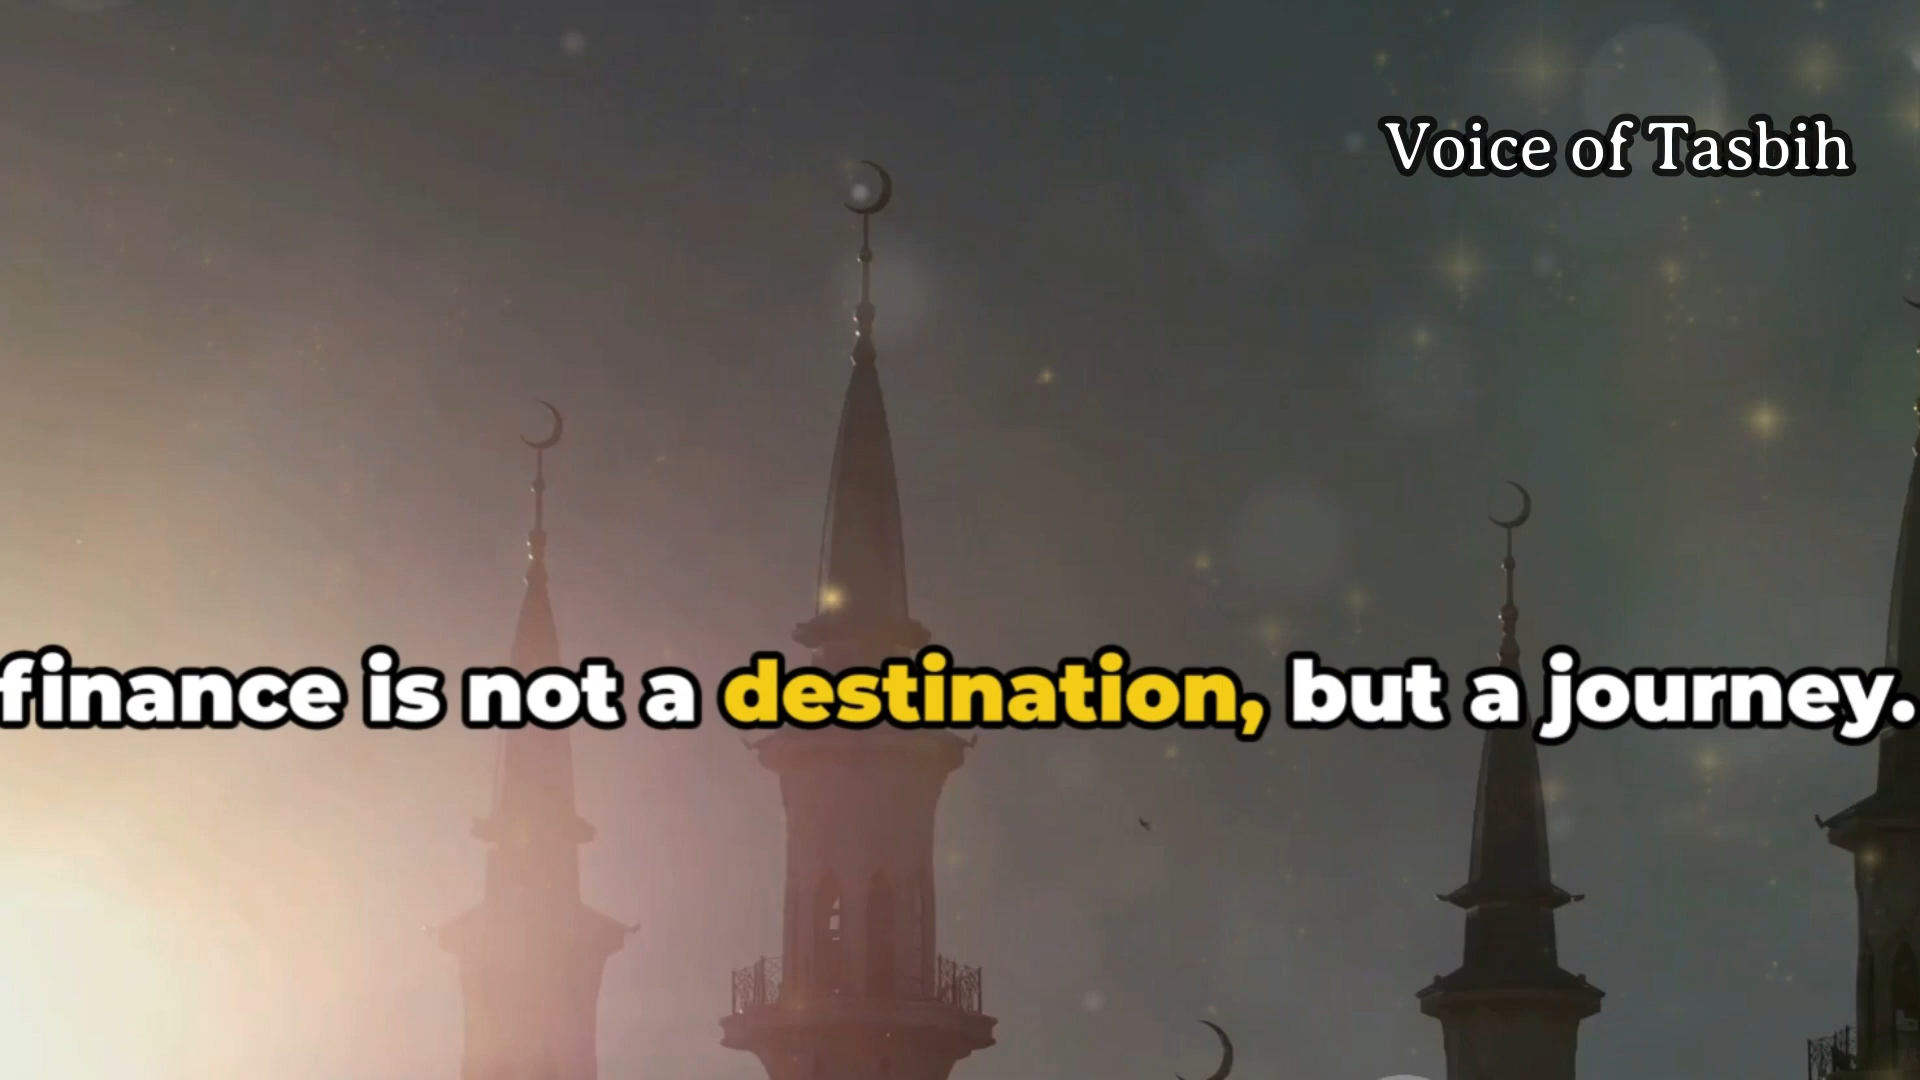 Voice of Tasbih
finance is not a destination, but a journey.